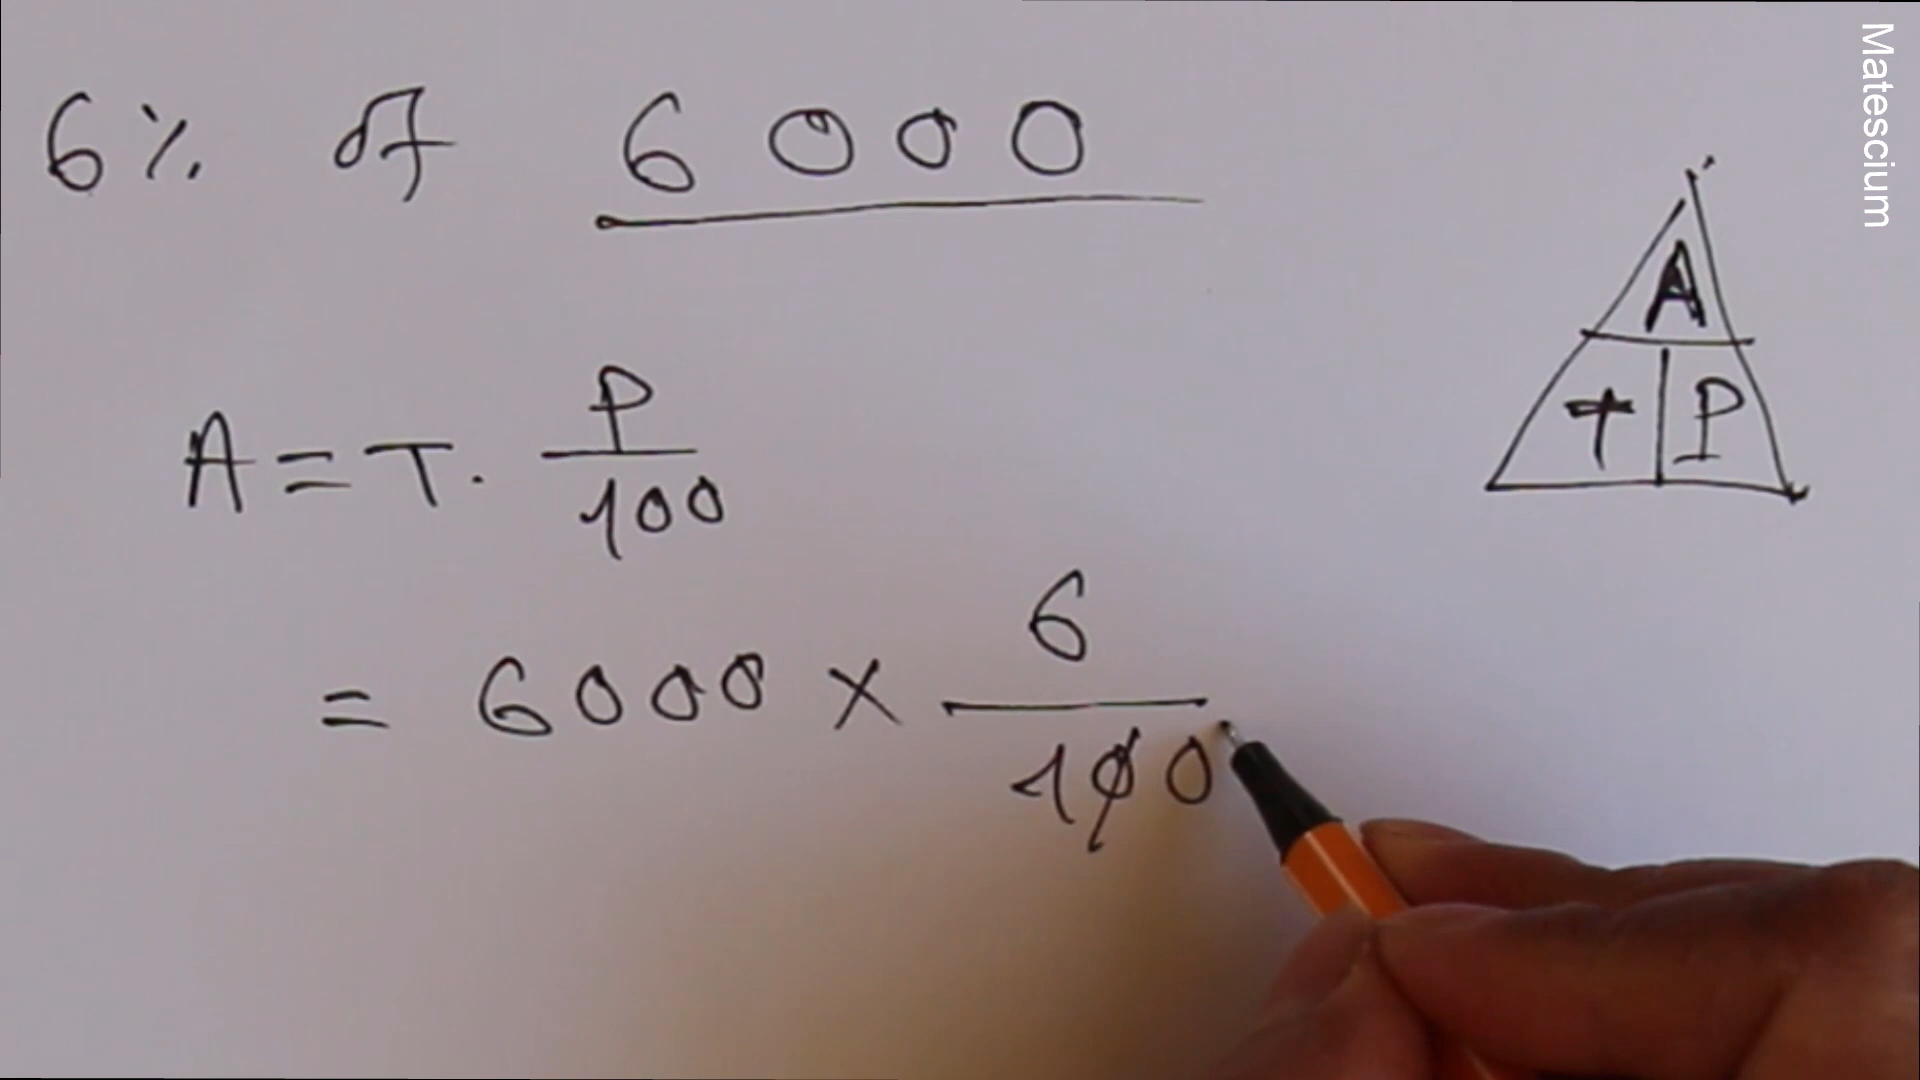 6% of 6000
A = T. P/100
= 6000 × 6/100
A
T P
Matescium